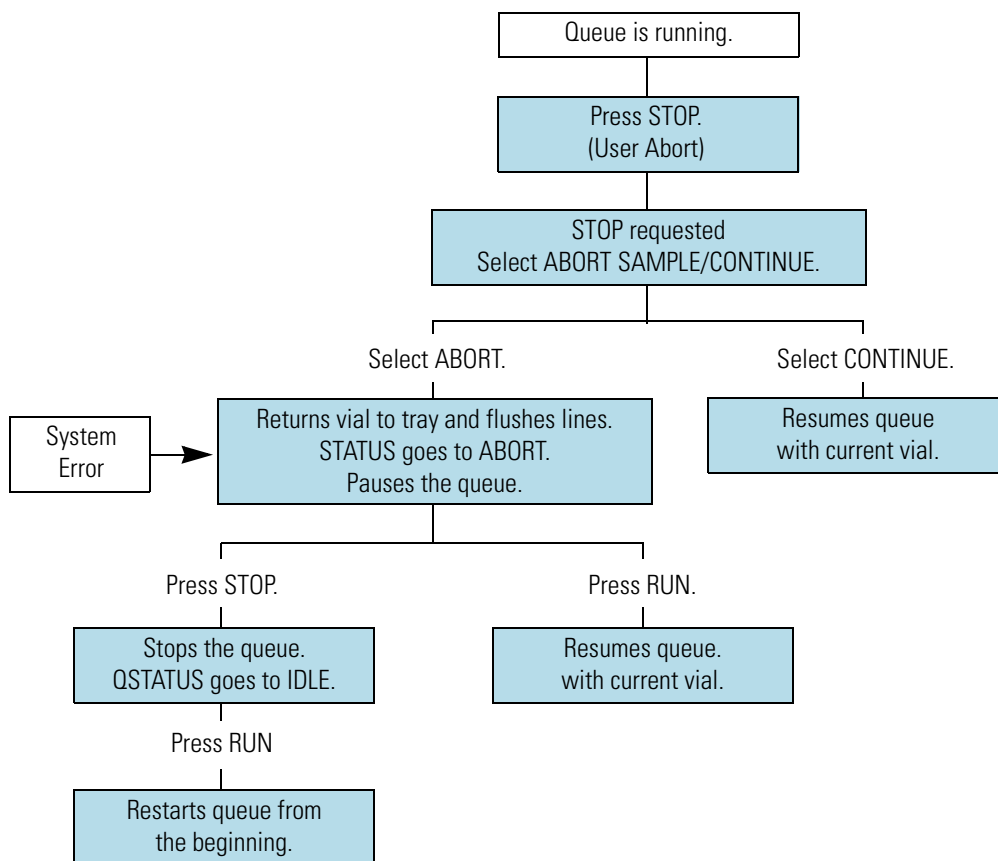 Queue is running.
Press STOP.
(User Abort)
STOP requested
Select ABORT SAMPLE/CONTINUE.
Select ABORT.
Select CONTINUE.
System
Error
Returns vial to tray and flushes lines.
STATUS goes to ABORT.
Pauses the queue.
Resumes queue
with current vial.
Press STOP.
Press RUN.
Stops the queue.
QSTATUS goes to IDLE.
Resumes queue.
with current vial.
Press RUN
Restarts queue from
the beginning.